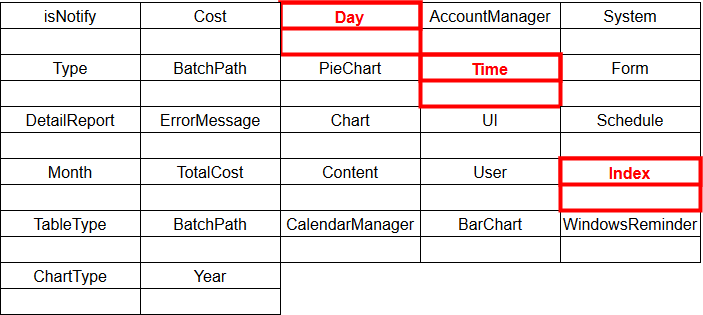 isNotify Cost Day AccountManager System
Type BatchPath PieChart Time Form
DetailReport ErrorMessage Chart UI Schedule
Month TotalCost Content User Index
TableType BatchPath CalendarManager BarChart WindowsReminder
ChartType Year